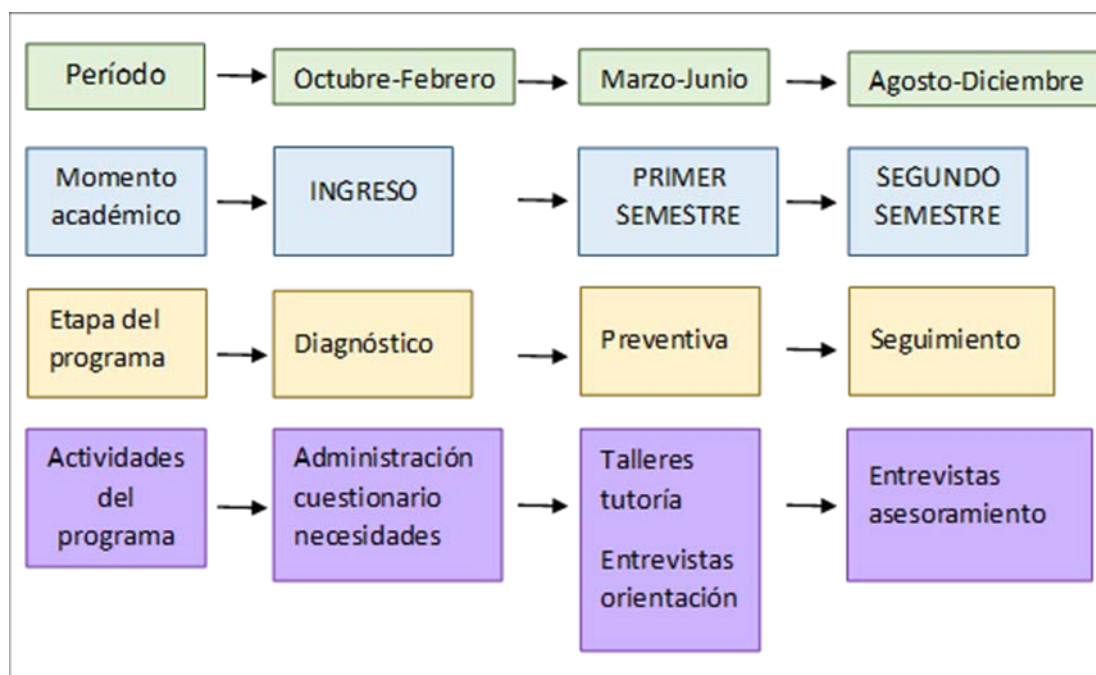 Período
Octubre-Febrero
Marzo-Junio
Agosto-Diciembre
Momento
académico
INGRESO
PRIMER
SEMESTRE
SEGUNDO
SEMESTRE
Etapa del
programa
Diagnóstico
Preventiva
Seguimiento
Actividades
del
programa
Administración
cuestionario
necesidades
Talleres
tutoría
Entrevistas
orientación
Entrevistas
asesoramiento